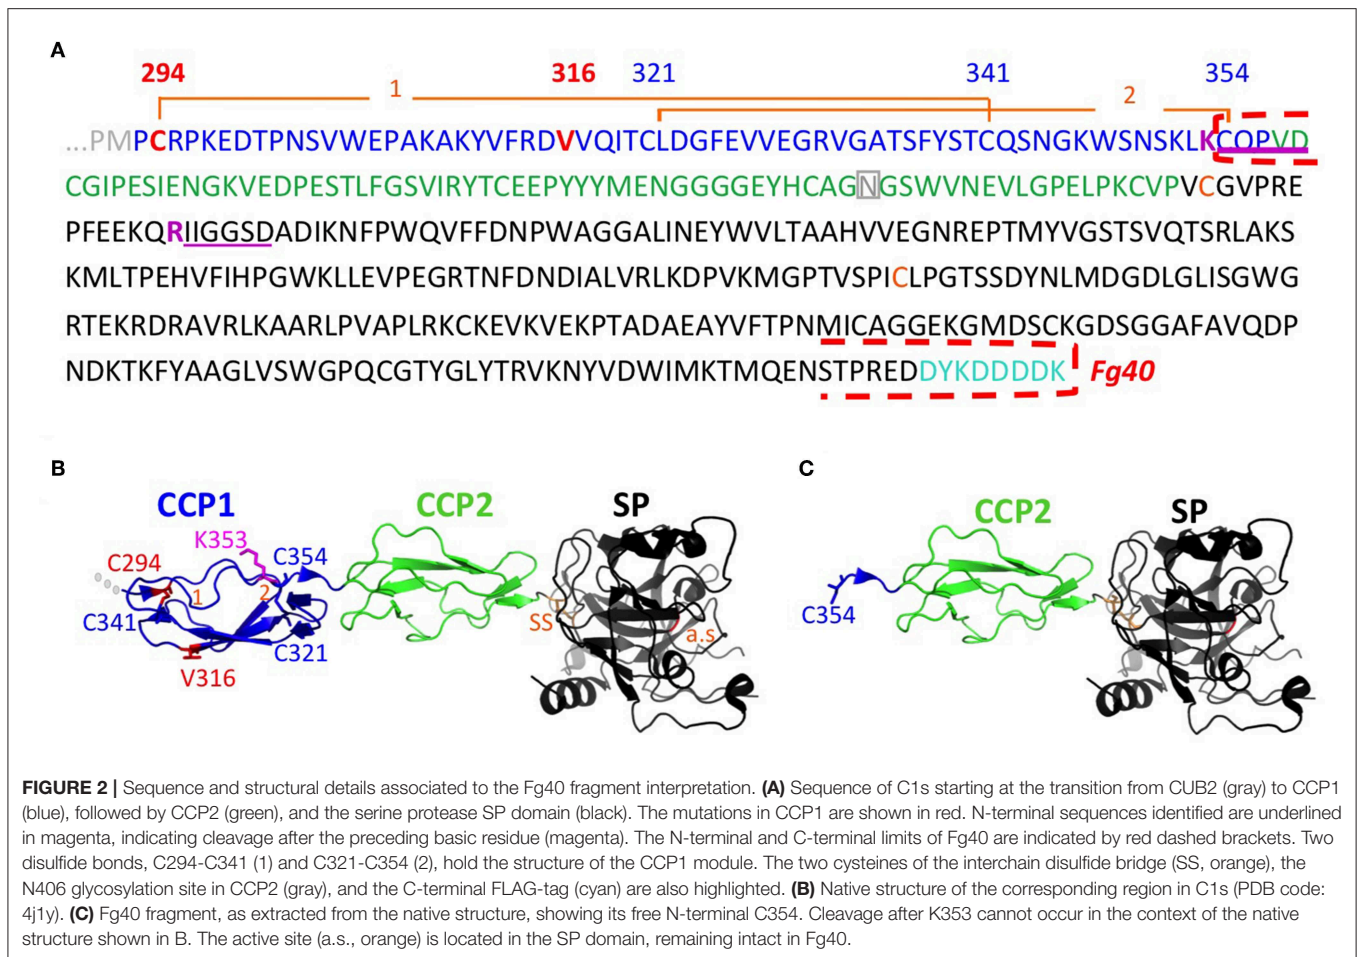 A
294 316 321 341 354
1
2
...PMPCRPKEDTPNSVWEPAKAKYVFRDVVQITCLDGFEVVEGRVGATSFYSTCQSNGKWSNSKLKCQPVD
CGIPESIENGKVEDPESTLFGSVIRYTCEEPYYYMENGGGGEYHCAGNGSWVNEVLGPELPKCVPVCGVPRE
PFEEKQRIIGGSDADIKNFPWQVFFDNPWAGGALINEYWVLTAAHVVEGNREPTMYVGSTSVQTSRLAKS
KMLTPEHVFIHPGWKLLEVPEGRTNFDNDIALVRLKDPVKMGPTVSPICLPGTSSDYNLMDGDLGLISGWG
RTEKRDRAVRLKAARLPVAPLRKCKEVKVEKPTADAEAYVFTPNMICAGGEKGMDSCKGDSGGAFAVQDP
NDKTKFYAAGLVSWGPQCGTYGLYTRVKNYVDWIMKTMQENSTPREDDYKDDDDK Fg40
B
CCP1 CCP2 SP
K353
C294 C354
1 2
C341 SS a.s
C321
V316
C
CCP2 SP
C354
FIGURE 2 | Sequence and structural details associated to the Fg40 fragment interpretation. (A) Sequence of C1s starting at the transition from CUB2 (gray) to CCP1
(blue), followed by CCP2 (green), and the serine protease SP domain (black). The mutations in CCP1 are shown in red. N-terminal sequences identified are underlined
in magenta, indicating cleavage after the preceding basic residue (magenta). The N-terminal and C-terminal limits of Fg40 are indicated by red dashed brackets. Two
disulfide bonds, C294-C341 (1) and C321-C354 (2), hold the structure of the CCP1 module. The two cysteines of the interchain disulfide bridge (SS, orange), the
N406 glycosylation site in CCP2 (gray), and the C-terminal FLAG-tag (cyan) are also highlighted. (B) Native structure of the corresponding region in C1s (PDB code:
4j1y). (C) Fg40 fragment, as extracted from the native structure, showing its free N-terminal C354. Cleavage after K353 cannot occur in the context of the native
structure shown in B. The active site (a.s., orange) is located in the SP domain, remaining intact in Fg40.